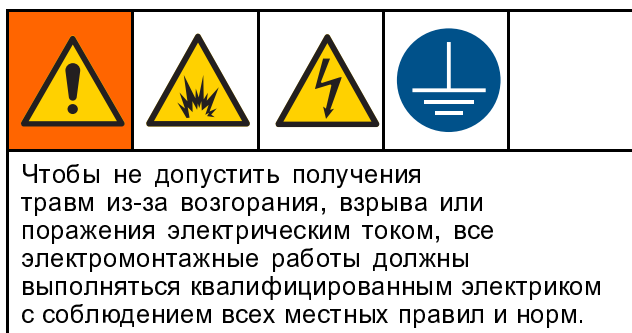 Чтобы не допустить получения
травм из-за возгорания, взрыва или
поражения электрическим током, все
электромонтажные работы должны
выполняться квалифицированным электриком
с соблюдением всех местных правил и норм.